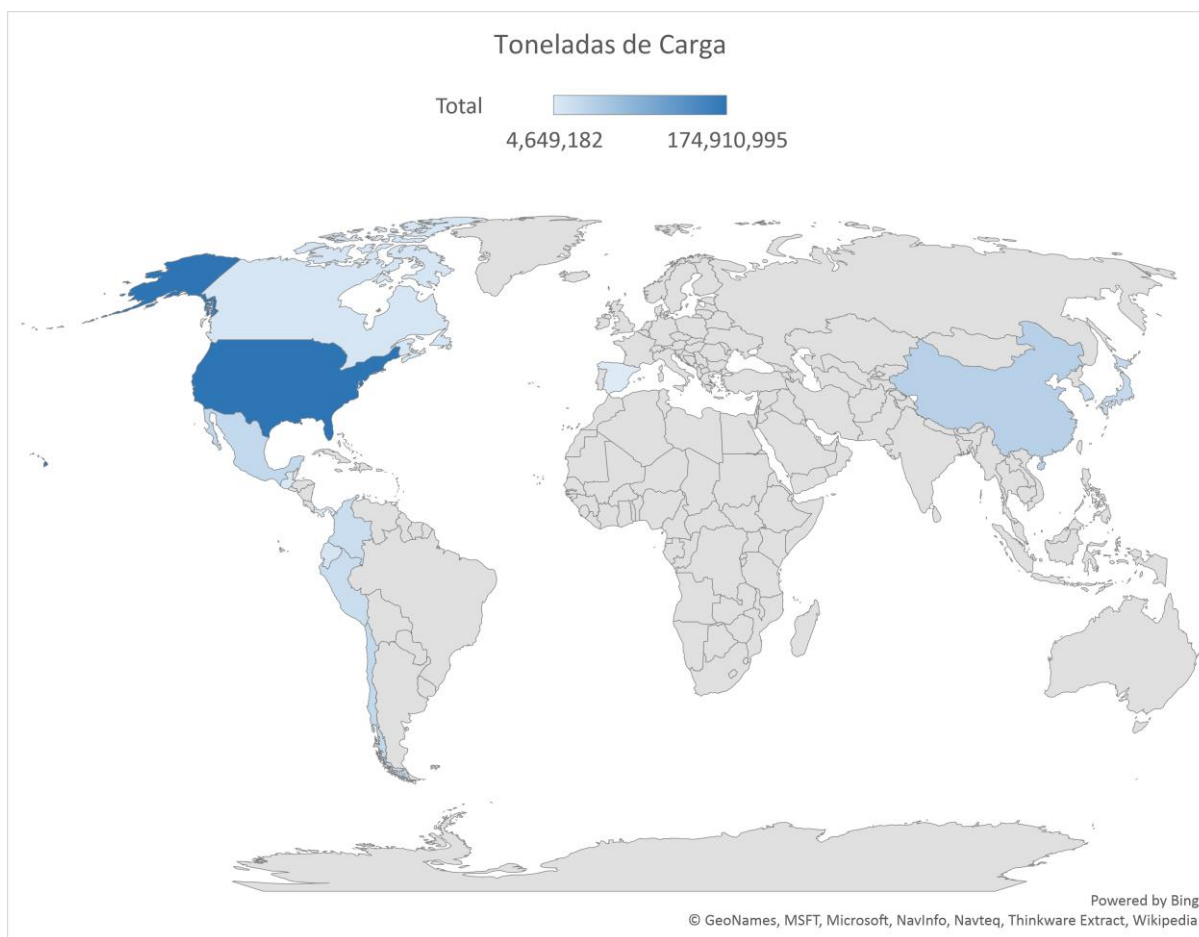 Toneladas de Carga
Total
4,649,182 174,910,995
Powered by Bing
© GeoNames, MSFT, Microsoft, NavInfo, Navteq, Thinkware Extract, Wikipedia